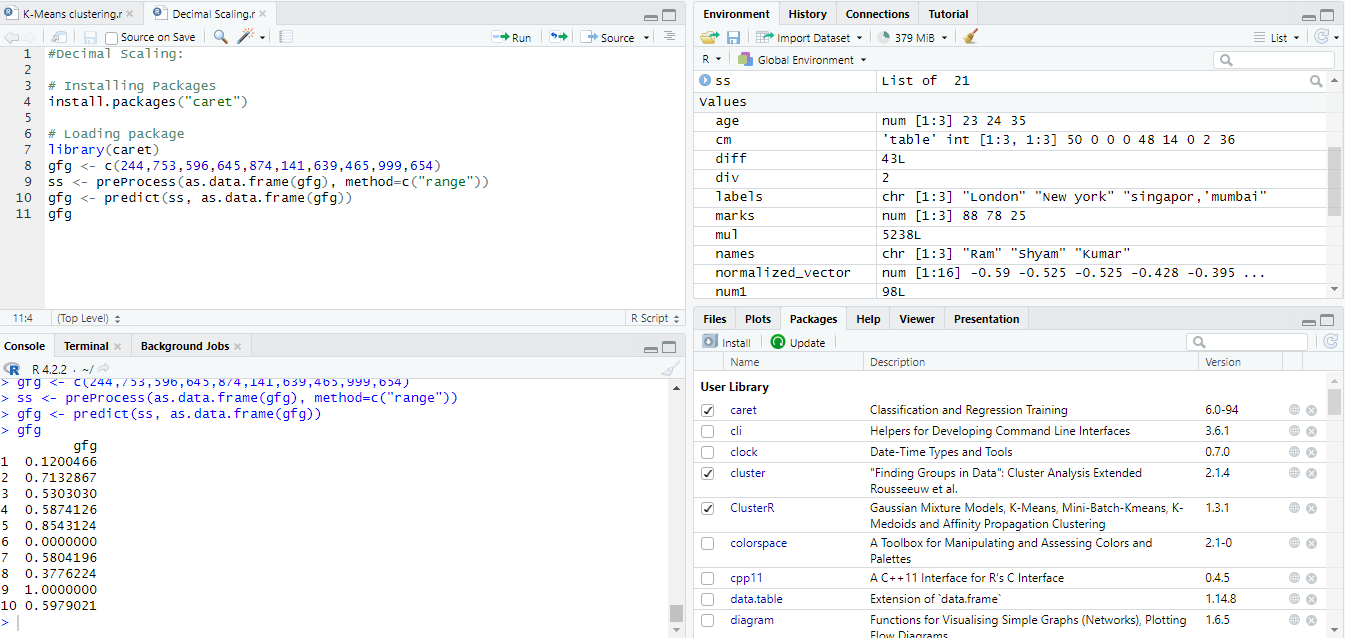 K-Means clustering.r
Decimal Scaling.r
Source on Save
Run
Source
1 #Decimal Scaling:
2
3 # Installing Packages
4 install.packages("caret")
5
6 # Loading package
7 library(caret)
8 gfg <- c(244,753,596,645,874,141,639,465,999,654)
9 ss <- preProcess(as.data.frame(gfg), method=c("range"))
10 gfg <- predict(ss, as.data.frame(gfg))
11 gfg
11:4 (Top Level) R Script
Console Terminal Background Jobs
R 4.2.2 . ~/
> gfg <- c(244,753,596,645,874,141,639,465,999,654)
> ss <- preProcess(as.data.frame(gfg), method=c("range"))
> gfg <- predict(ss, as.data.frame(gfg))
> gfg
gfg
1 0.1200466
2 0.7132867
3 0.5303030
4 0.5874126
5 0.8543124
6 0.0000000
7 0.5804196
8 0.3776224
9 1.0000000
10 0.5979021
>
Environment History Connections Tutorial
Import Dataset 379 MiB List
R Global Environment
ss List of 21
Values
age num [1:3] 23 24 35
cm 'table' int [1:3, 1:3] 50 0 0 0 48 14 0 2 36
diff 43L
div 2
labels chr [1:3] "London" "New york" "singapor,'mumbai"
marks num [1:3] 88 78 25
mul 5238L
names chr [1:3] "Ram" "Shyam" "Kumar"
normalized_vector num [1:16] -0.59 -0.525 -0.525 -0.428 -0.395 ...
num1 98L
Files Plots Packages Help Viewer Presentation
Install Update
Name Description Version
User Library
caret Classification and Regression Training 6.0-94
cli Helpers for Developing Command Line Interfaces 3.6.1
clock Date-Time Types and Tools 0.7.0
cluster "Finding Groups in Data": Cluster Analysis Extended 2.1.4
Rousseeuw et al.
ClusterR Gaussian Mixture Models, K-Means, Mini-Batch-Kmeans, K- 1.3.1
Medoids and Affinity Propagation Clustering
colorspace A Toolbox for Manipulating and Assessing Colors and 2.1-0
Palettes
cpp11 A C++11 Interface for R's C Interface 0.4.5
data.table Extension of `data.frame` 1.14.8
diagram Functions for Visualising Simple Graphs (Networks), Plotting 1.6.5
Flow Diagrams